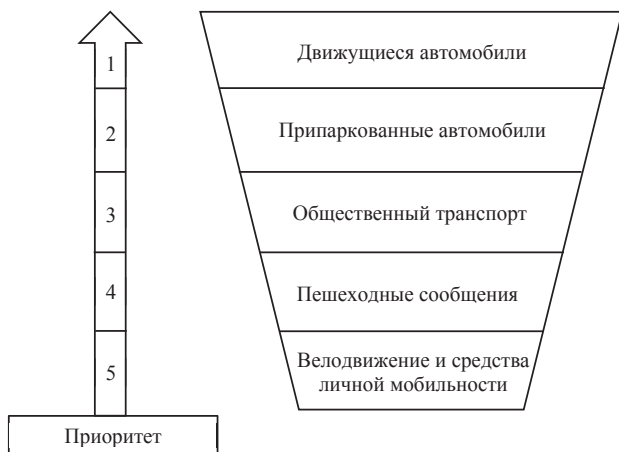 1
Движущиеся автомобили
2
Припаркованные автомобили
3
Общественный транспорт
4
Пешеходные сообщения
5
Велодвижение и средства
личной мобильности
Приоритет